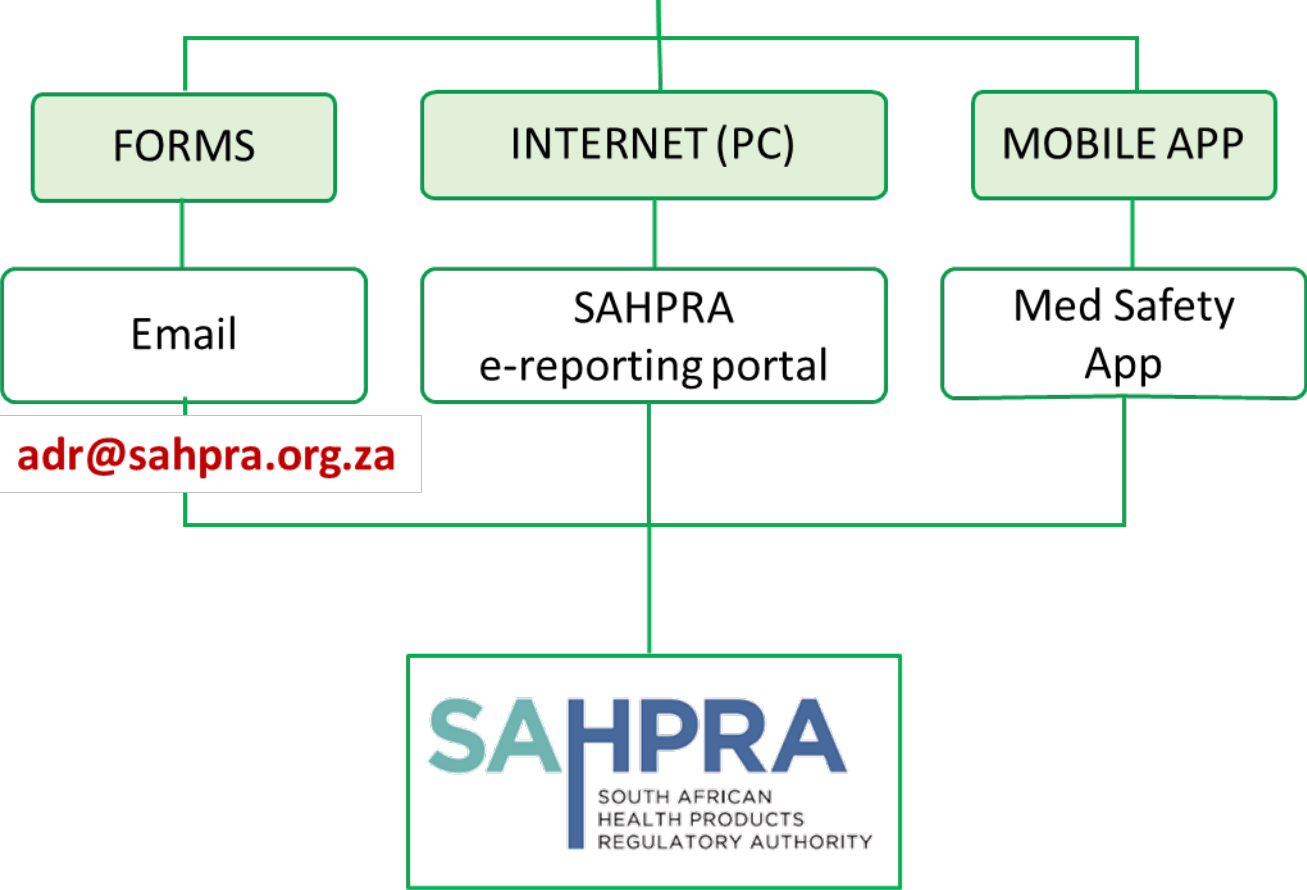 FORMS
INTERNET (PC)
MOBILE APP
Email
SAHPRA
e-reporting portal
Med Safety
App
adr@sahpra.org.za
SAHPRA
SOUTH AFRICAN
HEALTH PRODUCTS
REGULATORY AUTHORITY